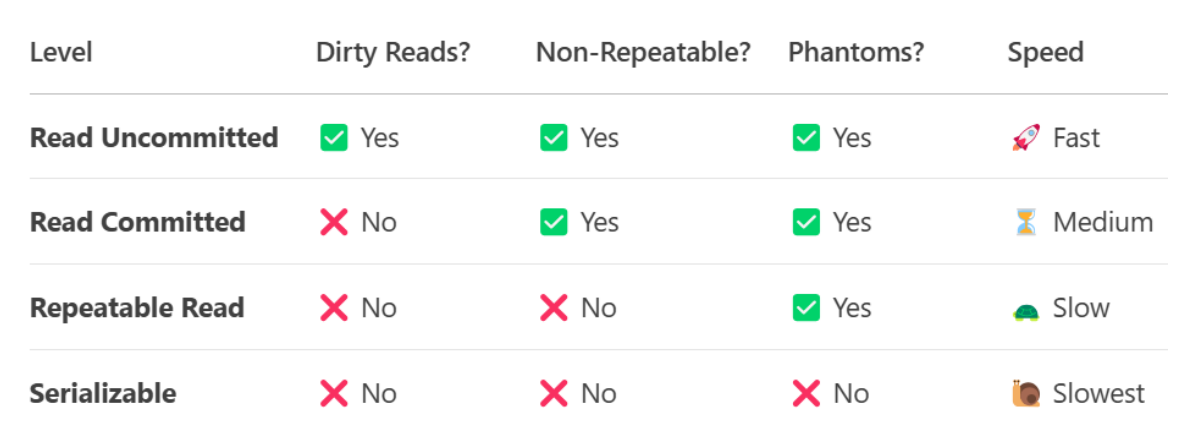 Level Dirty Reads? Non-Repeatable? Phantoms? Speed
Read Uncommitted ✅ Yes ✅ Yes ✅ Yes 🚀 Fast
Read Committed ❌ No ✅ Yes ✅ Yes ⏳ Medium
Repeatable Read ❌ No ❌ No ✅ Yes 🐢 Slow
Serializable ❌ No ❌ No ❌ No 🐌 Slowest